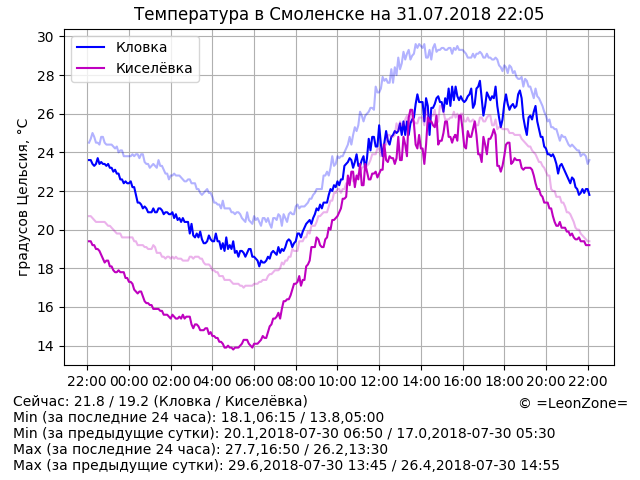 Температура в Смоленске на 31.07.2018 22:05
градусов Цельсия, °C
30
28
26
24
22
20
18
16
14
Кловка
Киселёвка
22:00 00:00 02:00 04:00 06:00 08:00 10:00 12:00 14:00 16:00 18:00 20:00 22:00
Сейчас: 21.8 / 19.2 (Кловка / Киселёвка)
© =LeonZone=
Min (за последние 24 часа): 18.1,06:15 / 13.8,05:00
Min (за предыдущие сутки): 20.1,2018-07-30 06:50 / 17.0,2018-07-30 05:30
Max (за последние 24 часа): 27.7,16:50 / 26.2,13:30
Max (за предыдущие сутки): 29.6,2018-07-30 13:45 / 26.4,2018-07-30 14:55